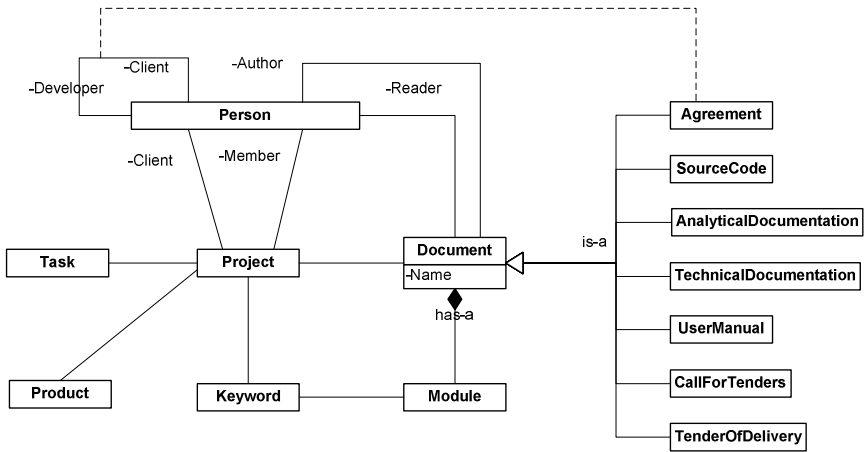 -Client
-Author
-Developer
-Reader
Person
Agreement
-Client
-Member
SourceCode
AnalyticalDocumentation
is-a
Document
Task
Project
-Name
TechnicalDocumentation
has-a
UserManual
Product
Keyword
Module
CallForTenders
TenderOfDelivery